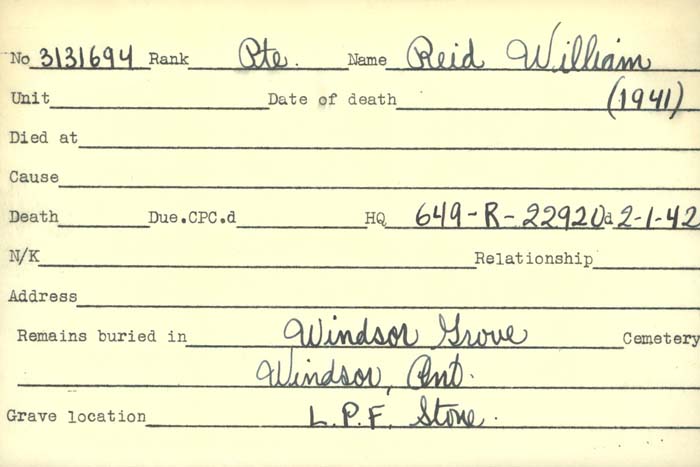 No 3131694 Rank Pte. Name Reid William
Unit Date of death (1941)
Died at
Cause
Death Due.CPC.d HQ 649-R-22920 d 2-1-42
N/K Relationship
Address
Remains buried in Windsor Grove Cemetery
Windsor, Ont.
Grave location L.P.F. Stone.